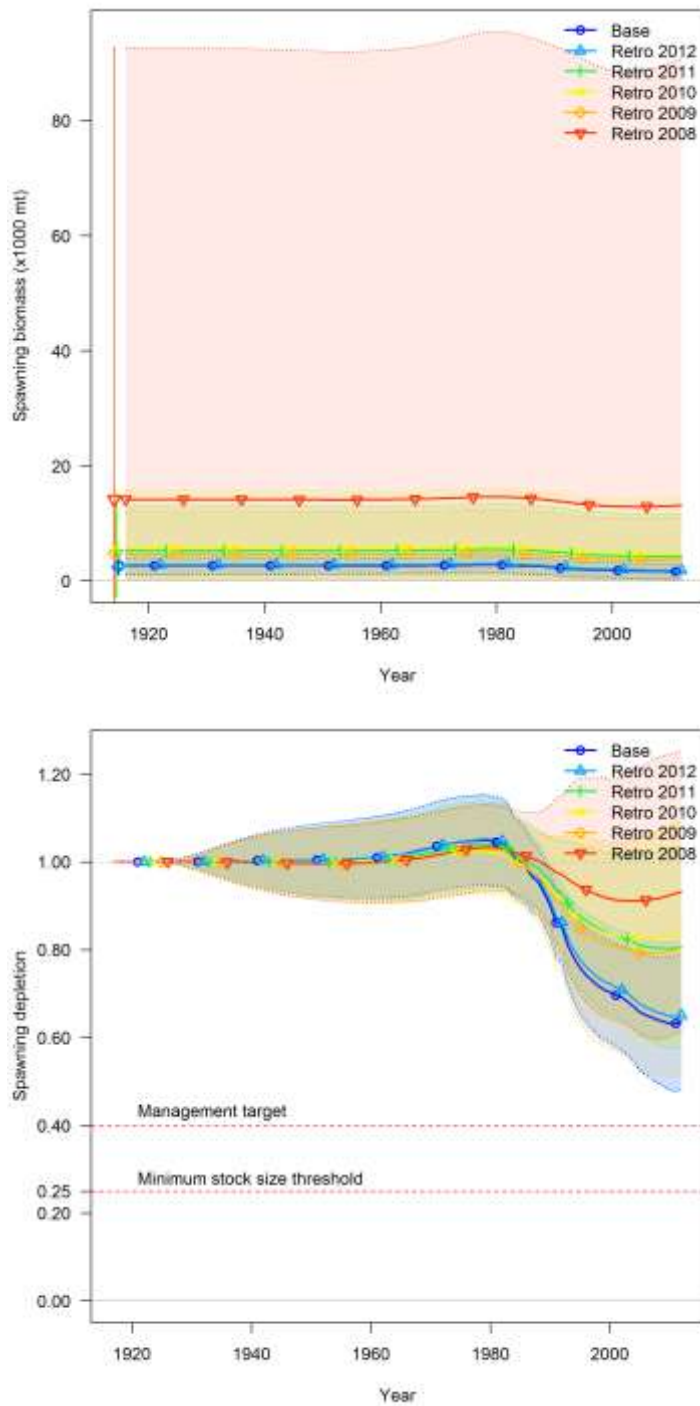 Base
Retro 2012
Retro 2011
Retro 2010
Retro 2009
Retro 2008
80
60
40
20
0
Spawning biomass (x1000 mt)
1920 1940 1960 1980 2000
Year
Base
Retro 2012
Retro 2011
Retro 2010
Retro 2009
Retro 2008
1.20
1.00
0.80
0.60
Management target
0.40
Minimum stock size threshold
0.25
0.20
0.00
Spawning depletion
1920 1940 1960 1980 2000
Year